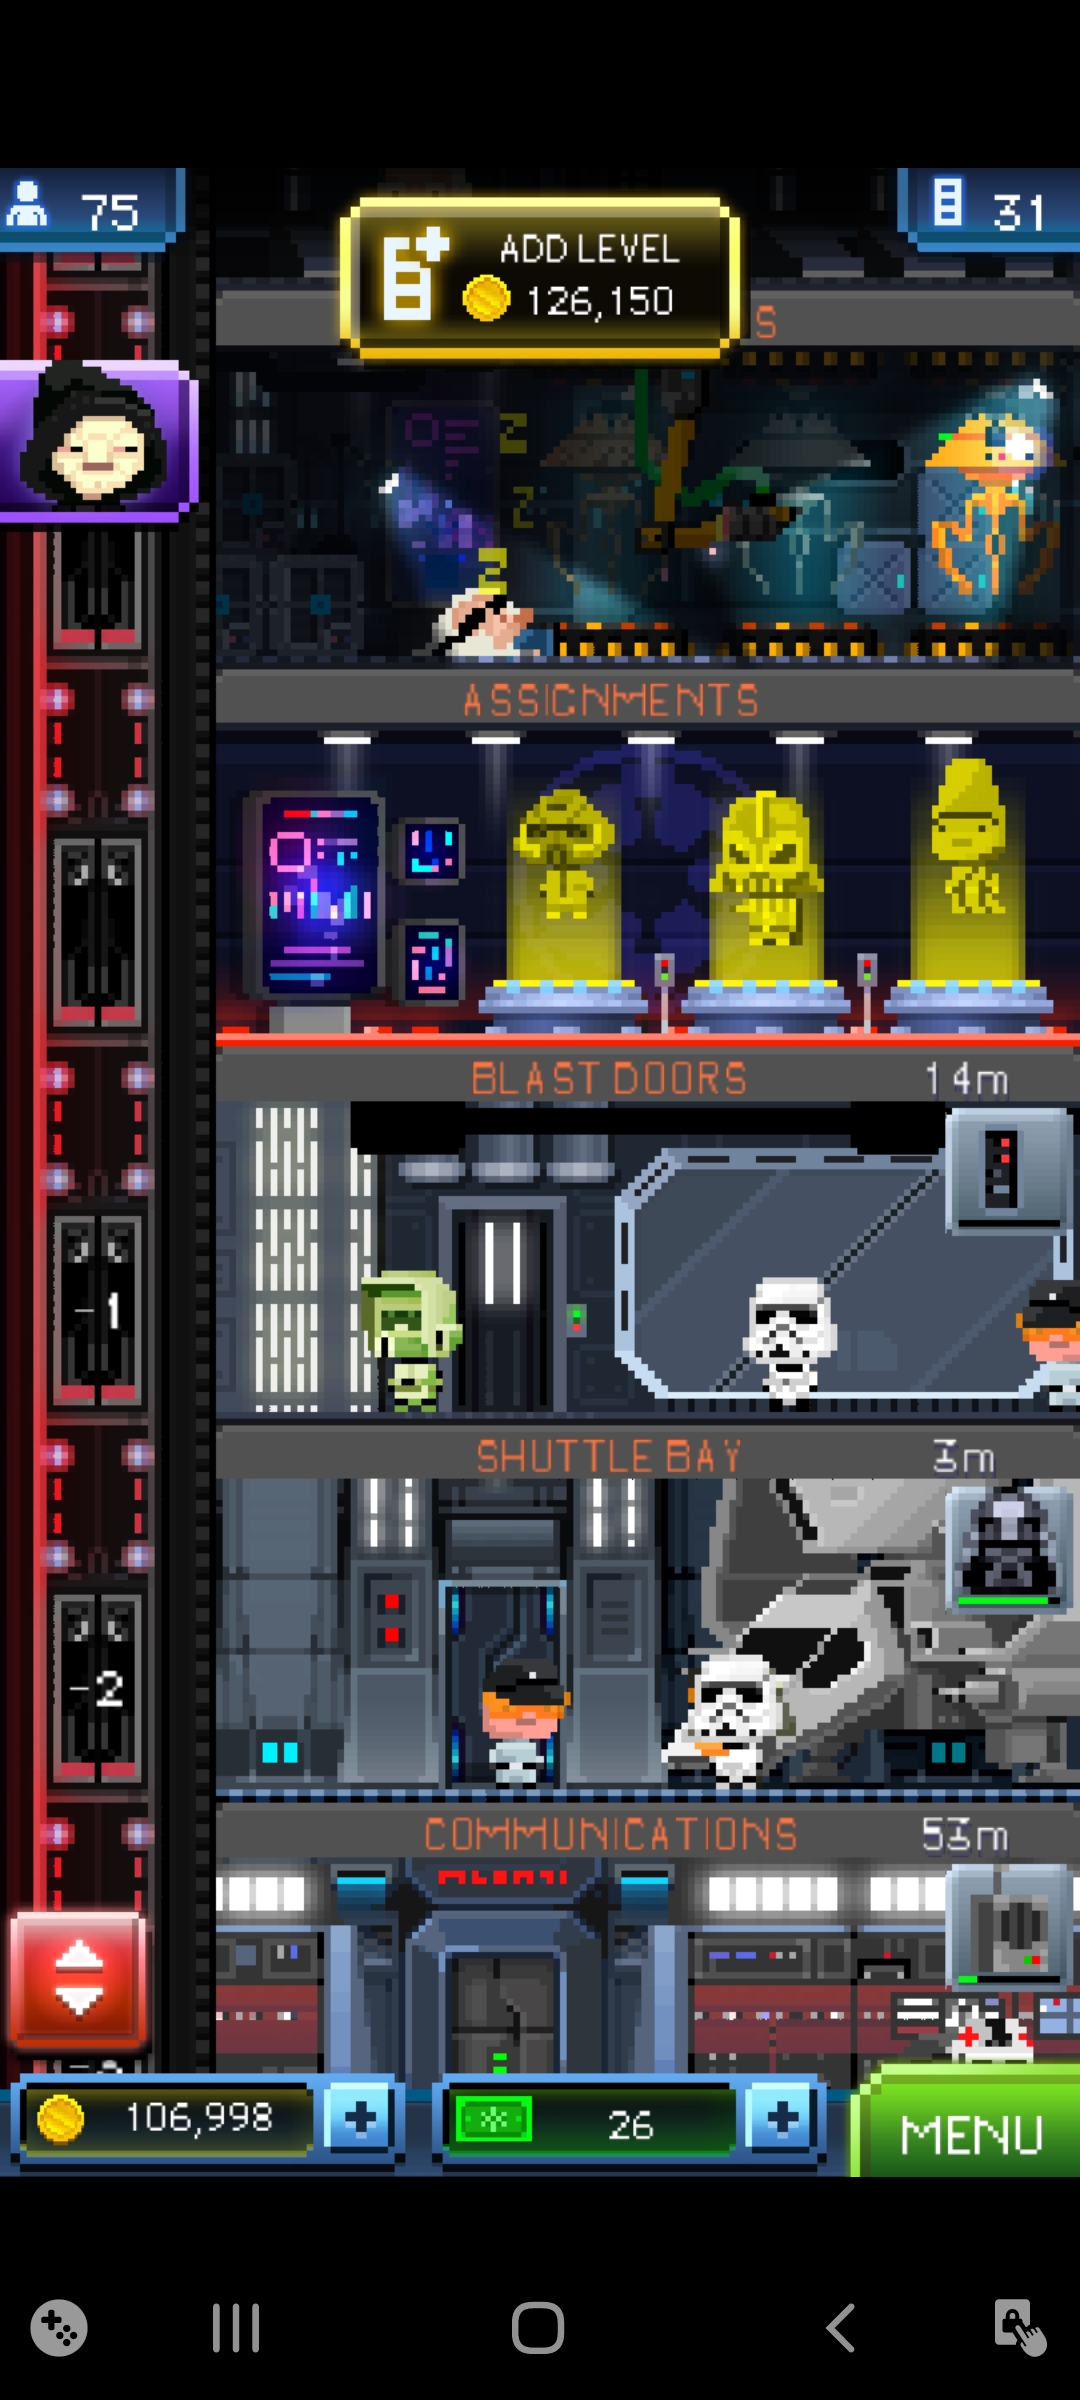 75
31
ADD LEVEL
126,150
S
Z
Z
Z
ASSIGNMENTS
BLAST DOORS 14m
-1
SHUTTLE BAY 3m
-2
COMMUNICATIONS 53m
106,998
26
MENU